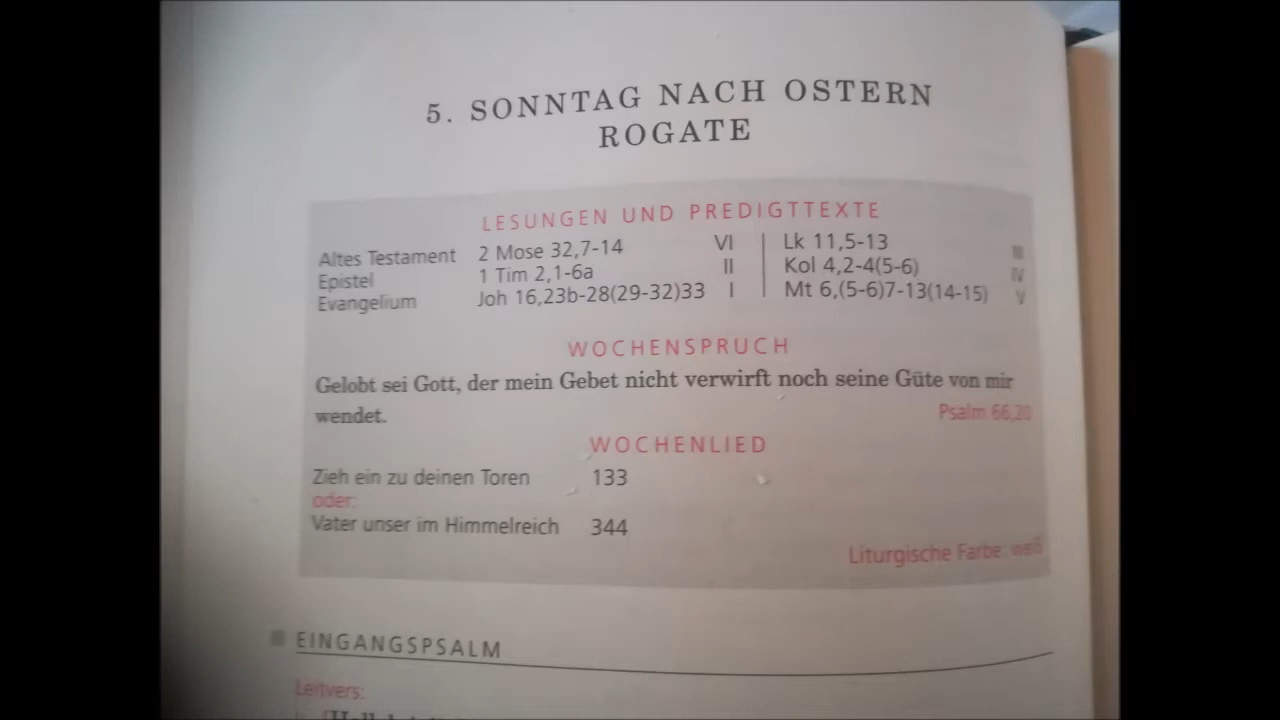 5. SONNTAG NACH OSTERN
ROGATE
LESUNGEN UND PREDIGTTEXTE
Altes Testament 2 Mose 32,7-14 VI Lk 11,5-13 III
Epistel 1 Tim 2,1-6a II Kol 4,2-4(5-6) IV
Evangelium Joh 16,23b-28(29-32)33 I Mt 6,(5-6)7-13(14-15) V
WOCHENSPRUCH
Gelobt sei Gott, der mein Gebet nicht verwirft noch seine Güte von mir
wendet. Psalm 66,20
WOCHENLIED
Zieh ein zu deinen Toren 133
oder:
Vater unser im Himmelreich 344
Liturgische Farbe: weiß
EINGANGSPSALM
Leitvers: